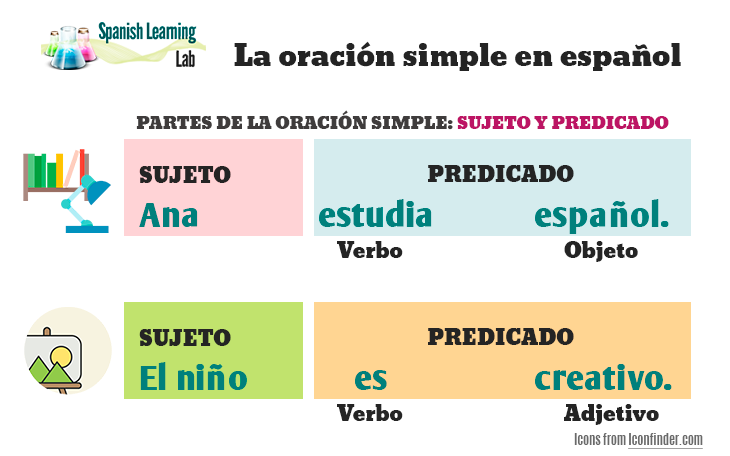 Spanish Learning
Lab
La oración simple en español
PARTES DE LA ORACIÓN SIMPLE: SUJETO Y PREDICADO
SUJETO PREDICADO
Ana estudia español.
Verbo Objeto
SUJETO PREDICADO
El niño es creativo.
Verbo Adjetivo
Icons from Iconfinder.com